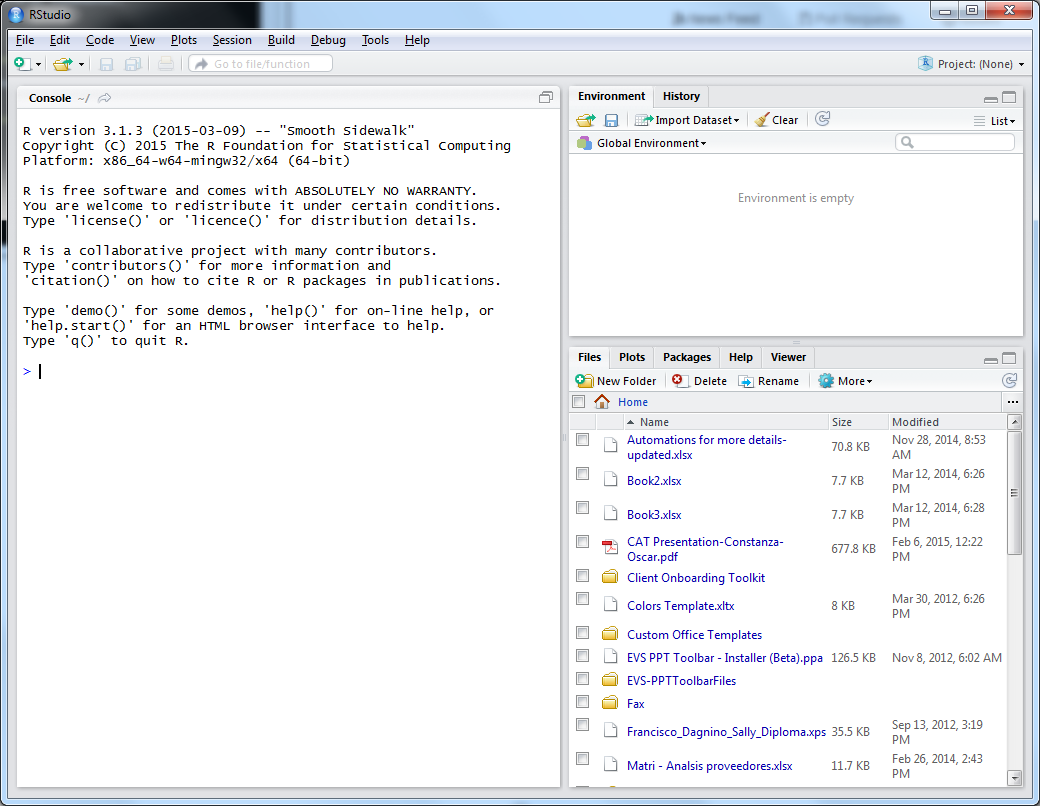 RStudio
File Edit Code View Plots Session Build Debug Tools Help
Go to file/function
Project: (None)
Console ~/
R version 3.1.3 (2015-03-09) -- "Smooth Sidewalk"
Copyright (C) 2015 The R Foundation for Statistical Computing
Platform: x86_64-w64-mingw32/x64 (64-bit)
R is free software and comes with ABSOLUTELY NO WARRANTY.
You are welcome to redistribute it under certain conditions.
Type 'license()' or 'licence()' for distribution details.
R is a collaborative project with many contributors.
Type 'contributors()' for more information and
'citation()' on how to cite R or R packages in publications.
Type 'demo()' for some demos, 'help()' for on-line help, or
'help.start()' for an HTML browser interface to help.
Type 'q()' to quit R.
>
Environment History
Import Dataset Clear List
Global Environment
Environment is empty
Files Plots Packages Help Viewer
New Folder Delete Rename More
Home ...
Name Size Modified
Automations for more details- 70.8 KB Nov 28, 2014, 8:53
updated.xlsx AM
Book2.xlsx 7.7 KB Mar 12, 2014, 6:26
PM
Book3.xlsx 7.7 KB Mar 12, 2014, 6:28
PM
CAT Presentation-Constanza- 677.8 KB Feb 6, 2015, 12:22
Oscar.pdf PM
Client Onboarding Toolkit
Colors Template.xltx 8 KB Mar 30, 2012, 6:26
PM
Custom Office Templates
EVS PPT Toolbar - Installer (Beta).ppa 126.5 KB Nov 8, 2012, 6:02 AM
EVS-PPTToolbarFiles
Fax
Francisco_Dagnino_Sally_Diploma.xps 35.5 KB Sep 13, 2012, 3:19
PM
Matri - Analsis proveedores.xlsx 11.7 KB Feb 26, 2014, 2:43
PM